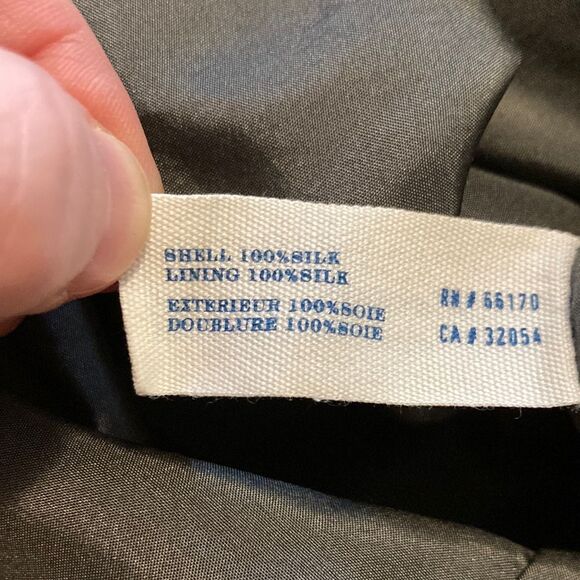 SHELL 100%SILK
LINING 100%SILK
EXTERIEUR 100%SOIE
DOUBLURE 100%SOIE
RN # 66170
CA # 32054